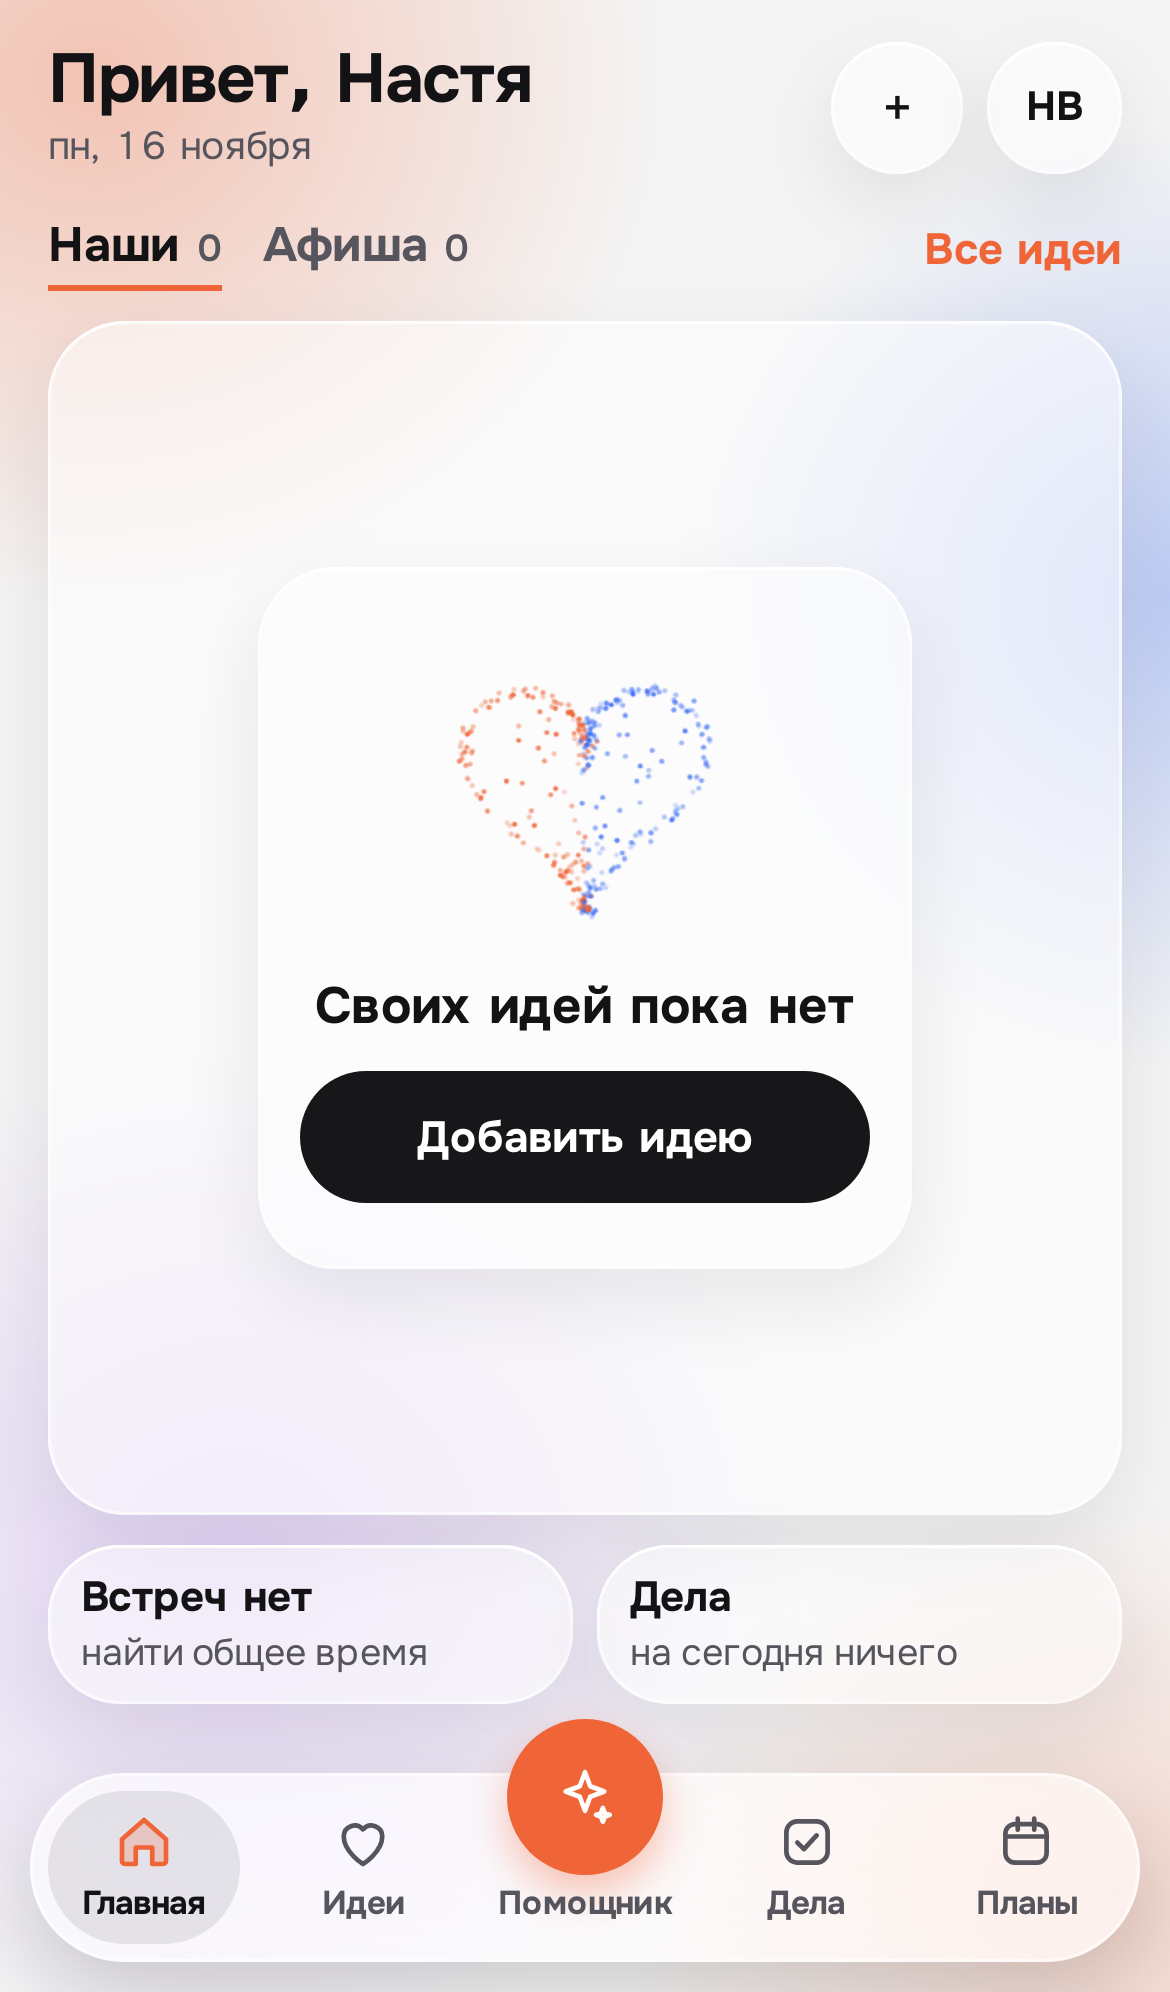 Привет, Настя
пн, 16 ноября
+
НВ
Наши 0
Афиша 0
Все идеи
Своих идей пока нет
Добавить идею
Встреч нет
найти общее время
Дела
на сегодня ничего
Главная
Идеи
Помощник
Дела
Планы